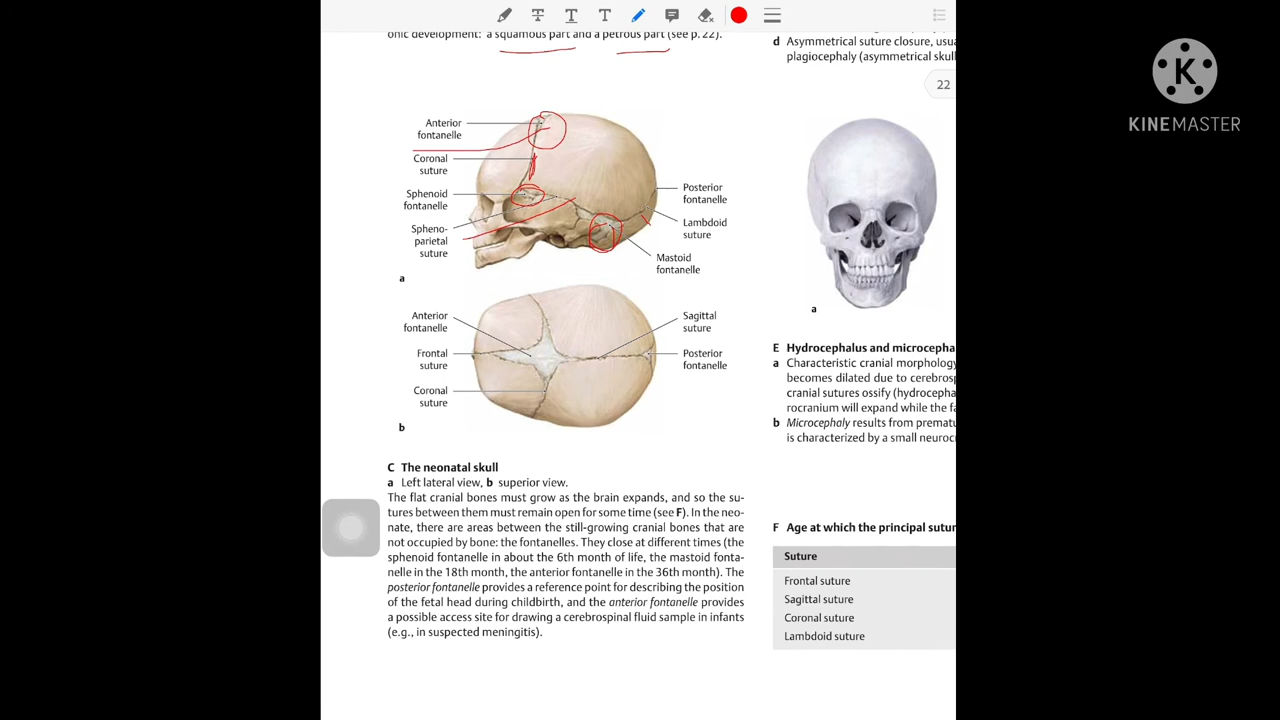 onic development: a squamous part and a petrous part (see p. 22).
Anterior
fontanelle
Coronal
suture
Sphenoid
fontanelle
Spheno-
parietal
suture
Posterior
fontanelle
Lambdoid
suture
Mastoid
fontanelle
a
Anterior
fontanelle
Frontal
suture
Coronal
suture
Sagittal
suture
Posterior
fontanelle
b
C The neonatal skull
a Left lateral view, b superior view.
The flat cranial bones must grow as the brain expands, and so the su-
tures between them must remain open for some time (see F). In the neo-
nate, there are areas between the still-growing cranial bones that are
not occupied by bone: the fontanelles. They close at different times (the
sphenoid fontanelle in about the 6th month of life, the mastoid fonta-
nelle in the 18th month, the anterior fontanelle in the 36th month). The
posterior fontanelle provides a reference point for describing the position
of the fetal head during childbirth, and the anterior fontanelle provides
a possible access site for drawing a cerebrospinal fluid sample in infants
(e.g., in suspected meningitis).
d Asymmetrical suture closure, usua
plagiocephaly (asymmetrical skull
22
a
E Hydrocephalus and microcepha
a Characteristic cranial morphology
becomes dilated due to cerebrosp
cranial sutures ossify (hydrocepha
rocranium will expand while the fa
b Microcephaly results from premat
is characterized by a small neuroc
F Age at which the principal sutur
Suture
Frontal suture
Sagittal suture
Coronal suture
Lambdoid suture
K
KINEMASTER